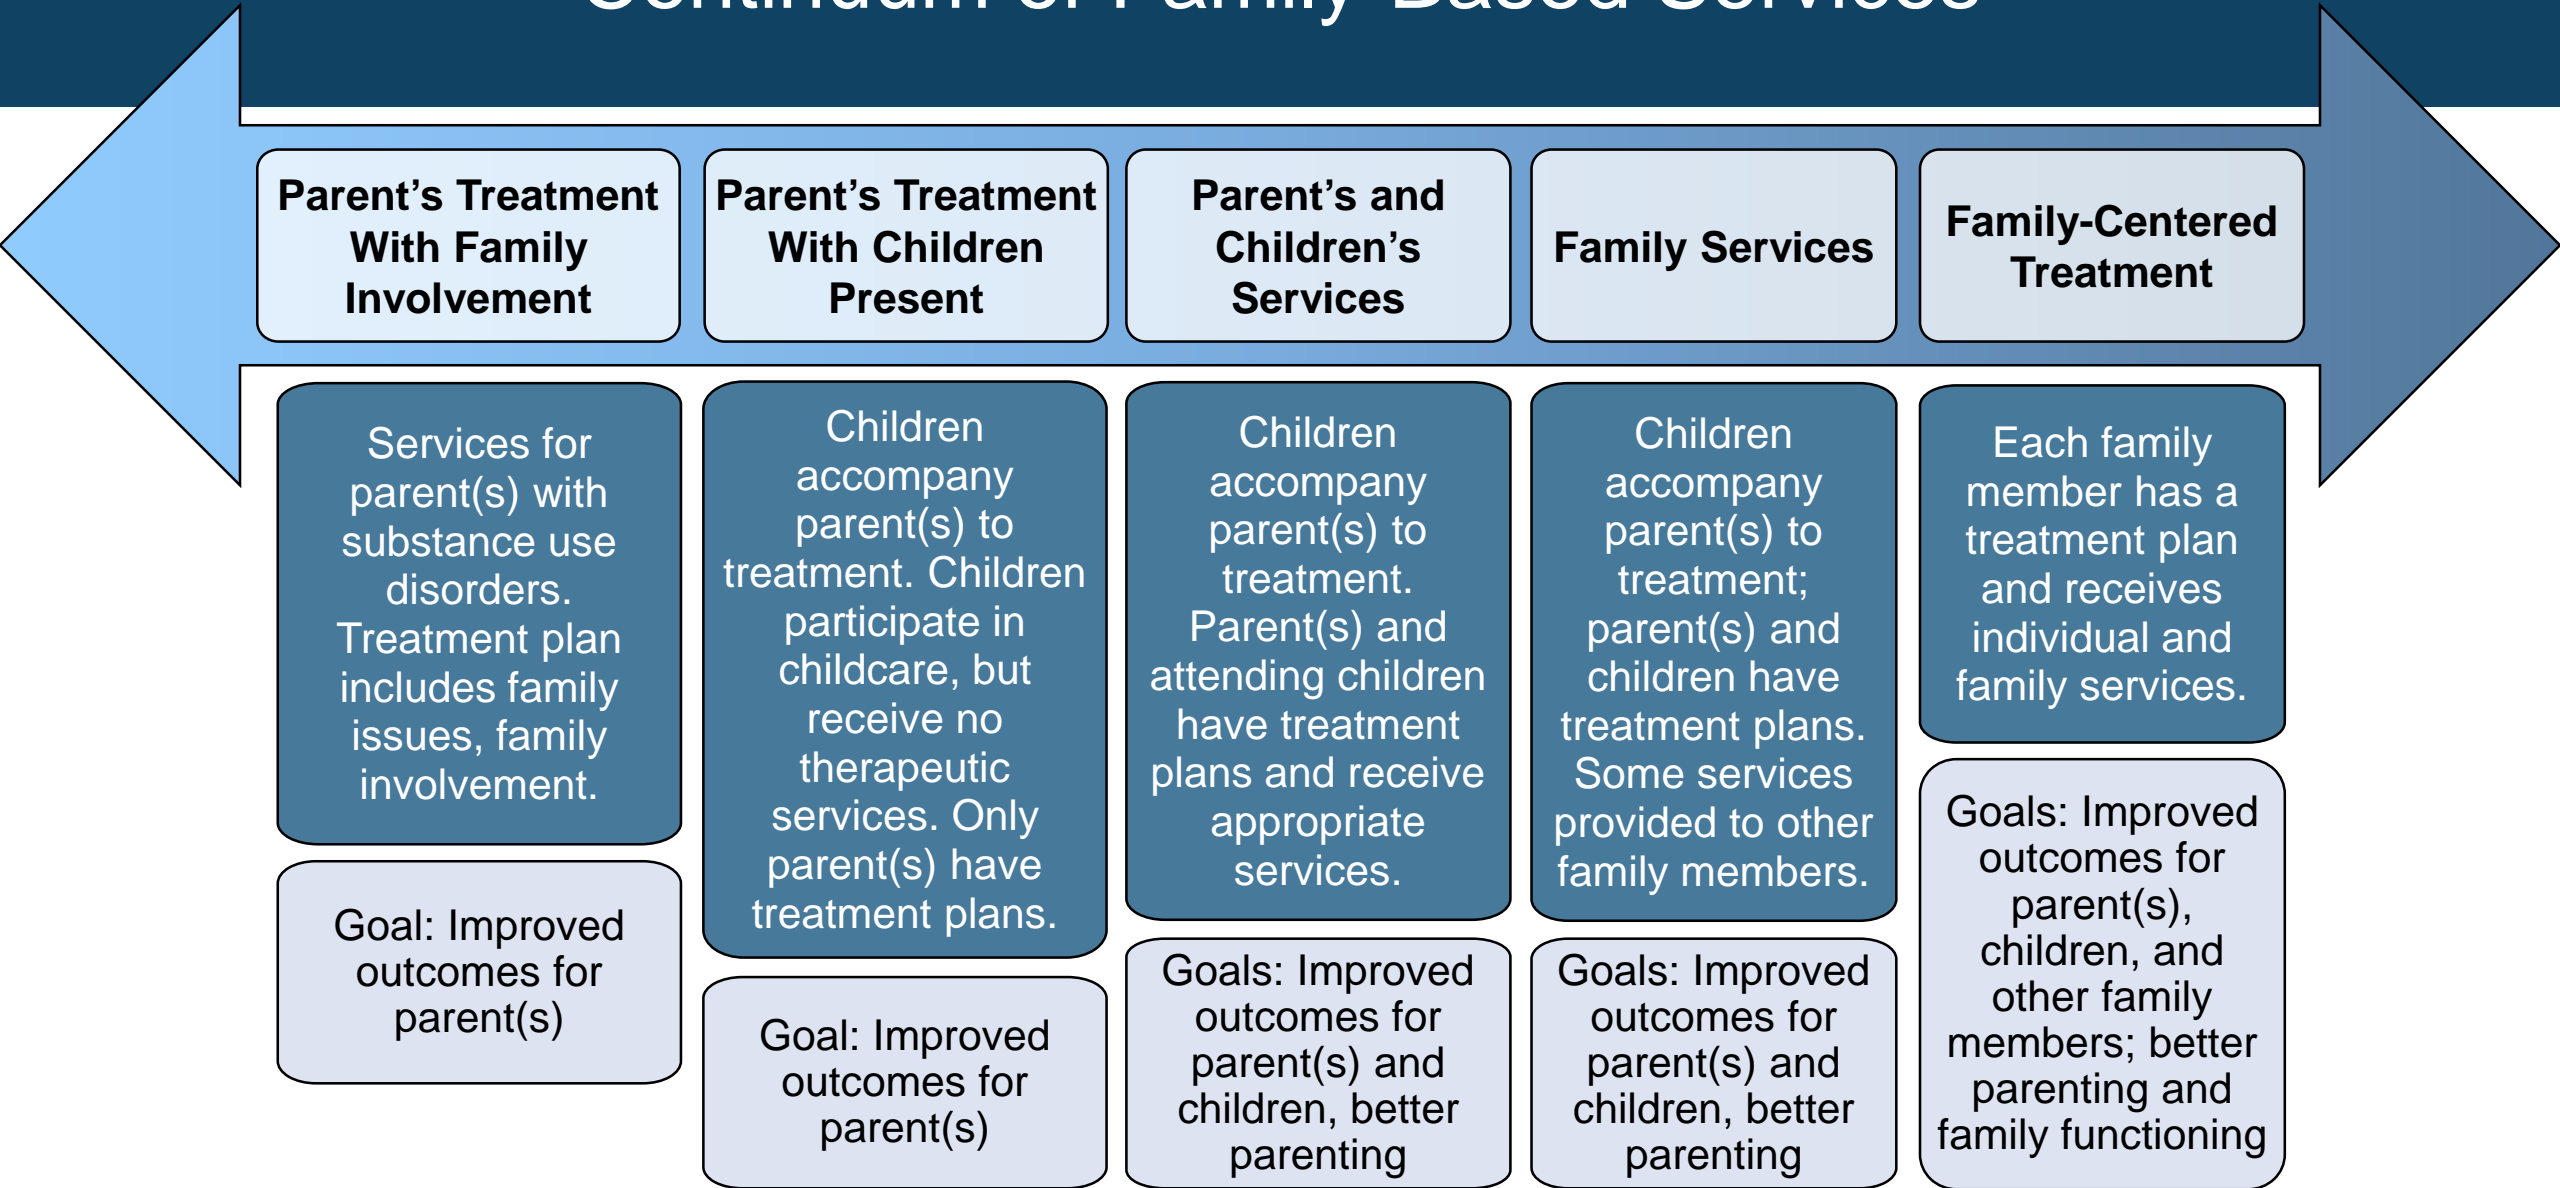 Continuum of Family-Based Services
Parent’s Treatment
With Family
Involvement
Parent’s Treatment
With Children
Present
Parent’s and
Children’s
Services
Family Services
Family-Centered
Treatment
Services for
parent(s) with
substance use
disorders.
Treatment plan
includes family
issues, family
involvement.
Children
accompany
parent(s) to
treatment. Children
participate in
childcare, but
receive no
therapeutic
services. Only
parent(s) have
treatment plans.
Children
accompany
parent(s) to
treatment.
Parent(s) and
attending children
have treatment
plans and receive
appropriate
services.
Children
accompany
parent(s) to
treatment;
parent(s) and
children have
treatment plans.
Some services
provided to other
family members.
Each family
member has a
treatment plan
and receives
individual and
family services.
Goal: Improved
outcomes for
parent(s)
Goal: Improved
outcomes for
parent(s)
Goals: Improved
outcomes for
parent(s) and
children, better
parenting
Goals: Improved
outcomes for
parent(s) and
children, better
parenting
Goals: Improved
outcomes for
parent(s),
children, and
other family
members; better
parenting and
family functioning